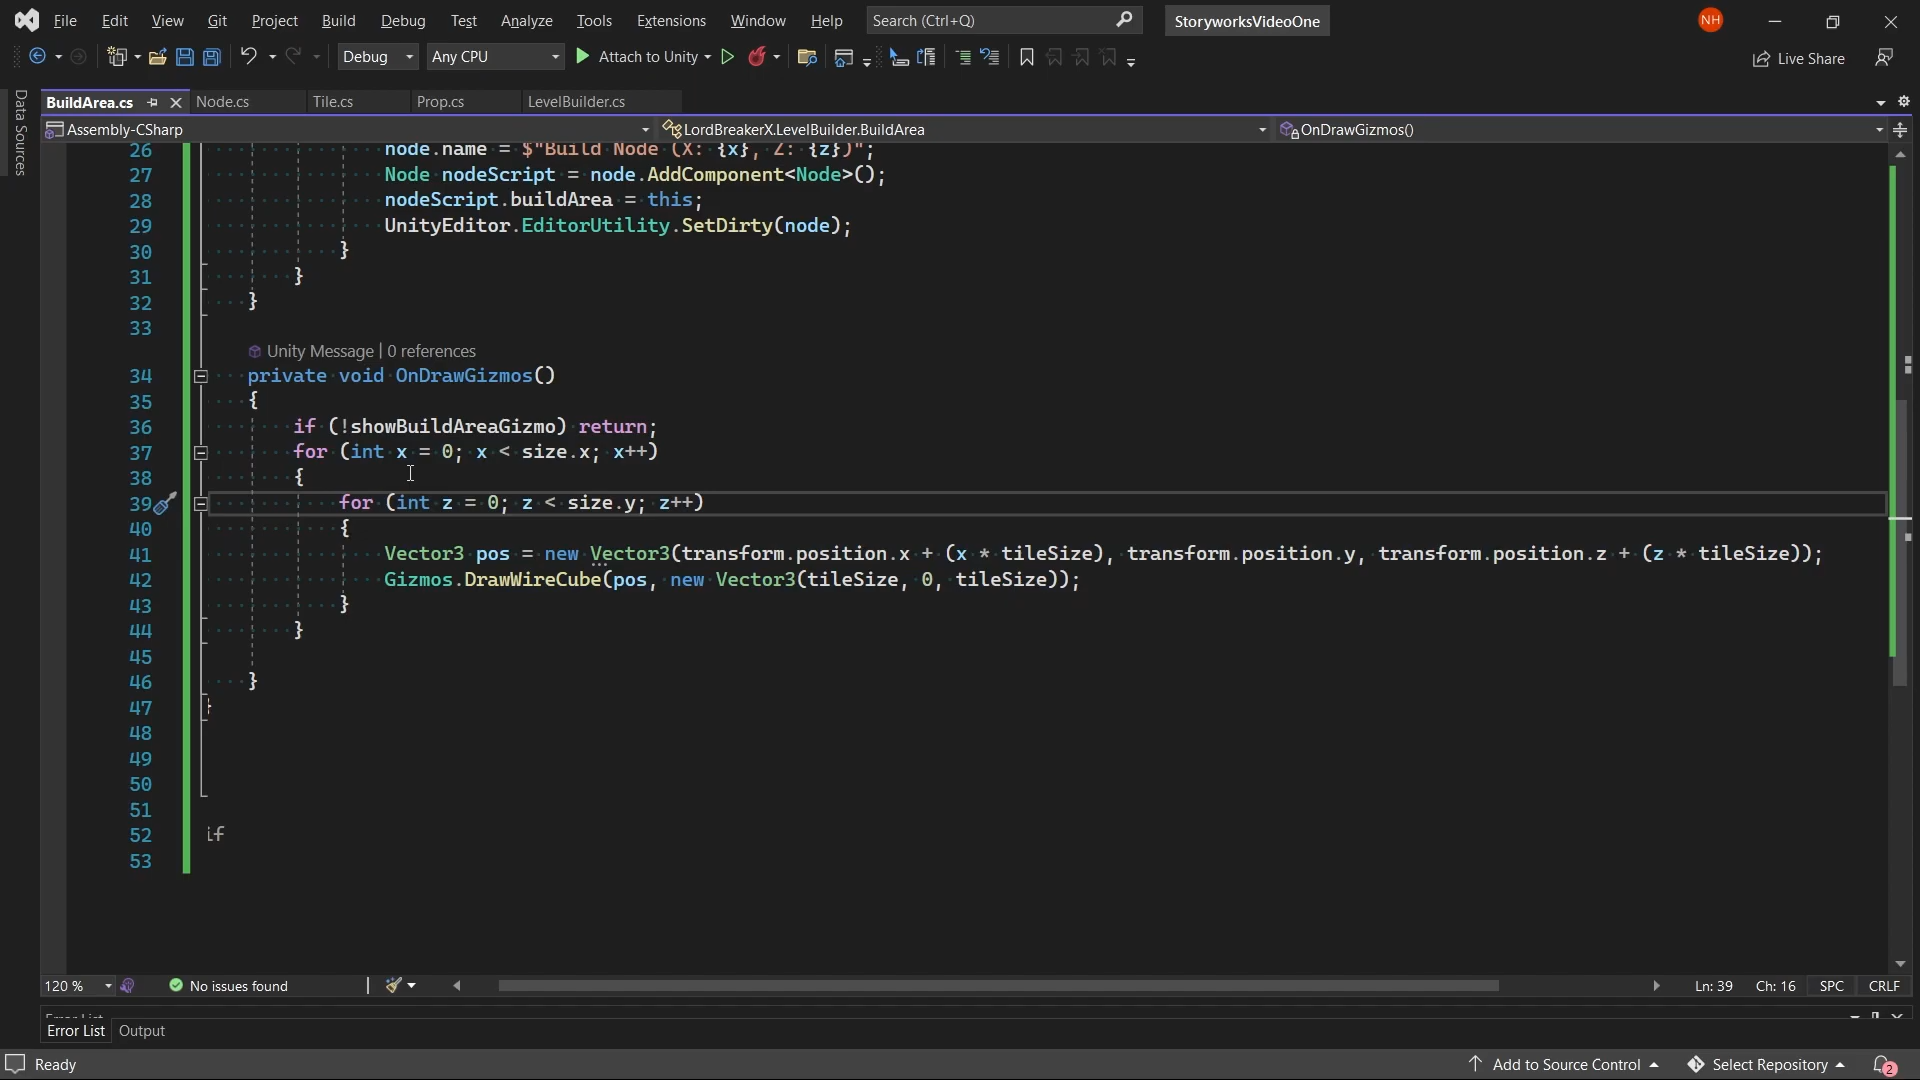 File Edit View Git Project Build Debug Test Analyze Tools Extensions Window Help Search (Ctrl+Q) StoryworksVideoOne NH
Debug Any CPU Attach to Unity Live Share
Data Sources
BuildArea.cs Node.cs Tile.cs Prop.cs LevelBuilder.cs
Assembly-CSharp LordBreakerX.LevelBuilder.BuildArea OnDrawGizmos()
26 node.name = $"Build Node (X: {x}, Z: {z})";
27 Node nodeScript = node.AddComponent<Node>();
28 nodeScript.buildArea = this;
29 UnityEditor.EditorUtility.SetDirty(node);
30 }
31 }
32 }
33
Unity Message | 0 references
34 private void OnDrawGizmos()
35 {
36 if (!showBuildAreaGizmo) return;
37 for (int x = 0; x < size.x; x++)
38 {
39 for (int z = 0; z < size.y; z++)
40 {
41 Vector3 pos = new Vector3(transform.position.x + (x * tileSize), transform.position.y, transform.position.z + (z * tileSize));
42 Gizmos.DrawWireCube(pos, new Vector3(tileSize, 0, tileSize));
43 }
44 }
45
46 }
47 }
48
49
50
51
52 if
53
120 % No issues found Ln: 39 Ch: 16 SPC CRLF
Error List
Error List Output
Ready Add to Source Control Select Repository 2